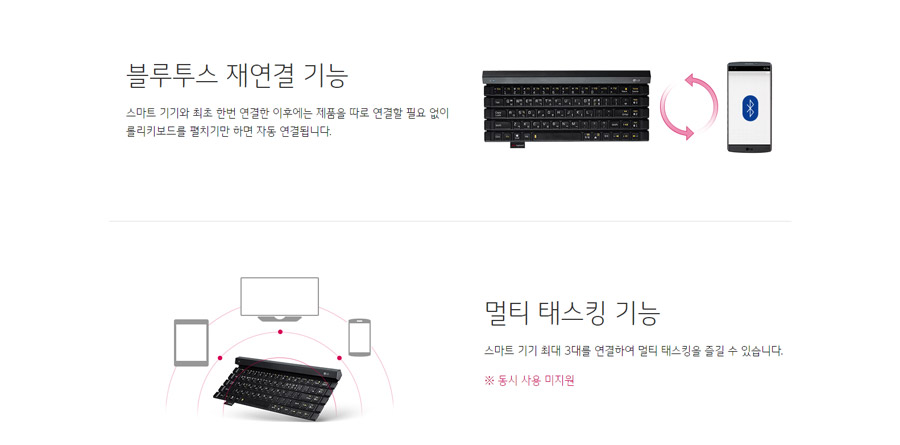 블루투스 재연결 기능
스마트 기기와 최초 한번 연결한 이후에는 제품을 따로 연결할 필요 없이
롤리키보드를 펼치기만 하면 자동 연결됩니다.
멀티 태스킹 기능
스마트 기기 최대 3대를 연결하여 멀티 태스킹을 즐길 수 있습니다.
※ 동시 사용 미지원